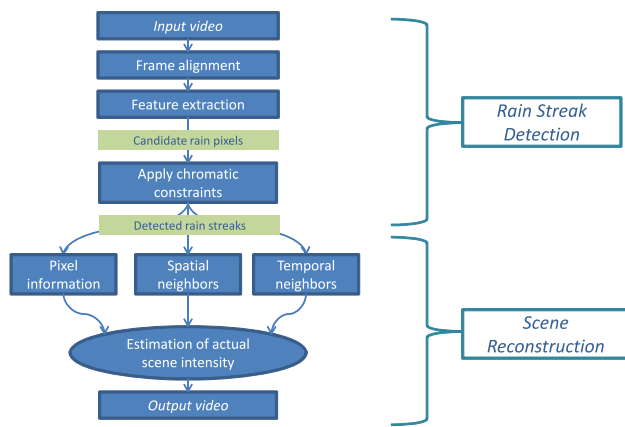 Input video
Frame alignment
Feature extraction
Candidate rain pixels
Apply chromatic
constraints
Detected rain streaks
Pixel
information
Spatial
neighbors
Temporal
neighbors
Estimation of actual
scene intensity
Output video
Rain Streak
Detection
Scene
Reconstruction